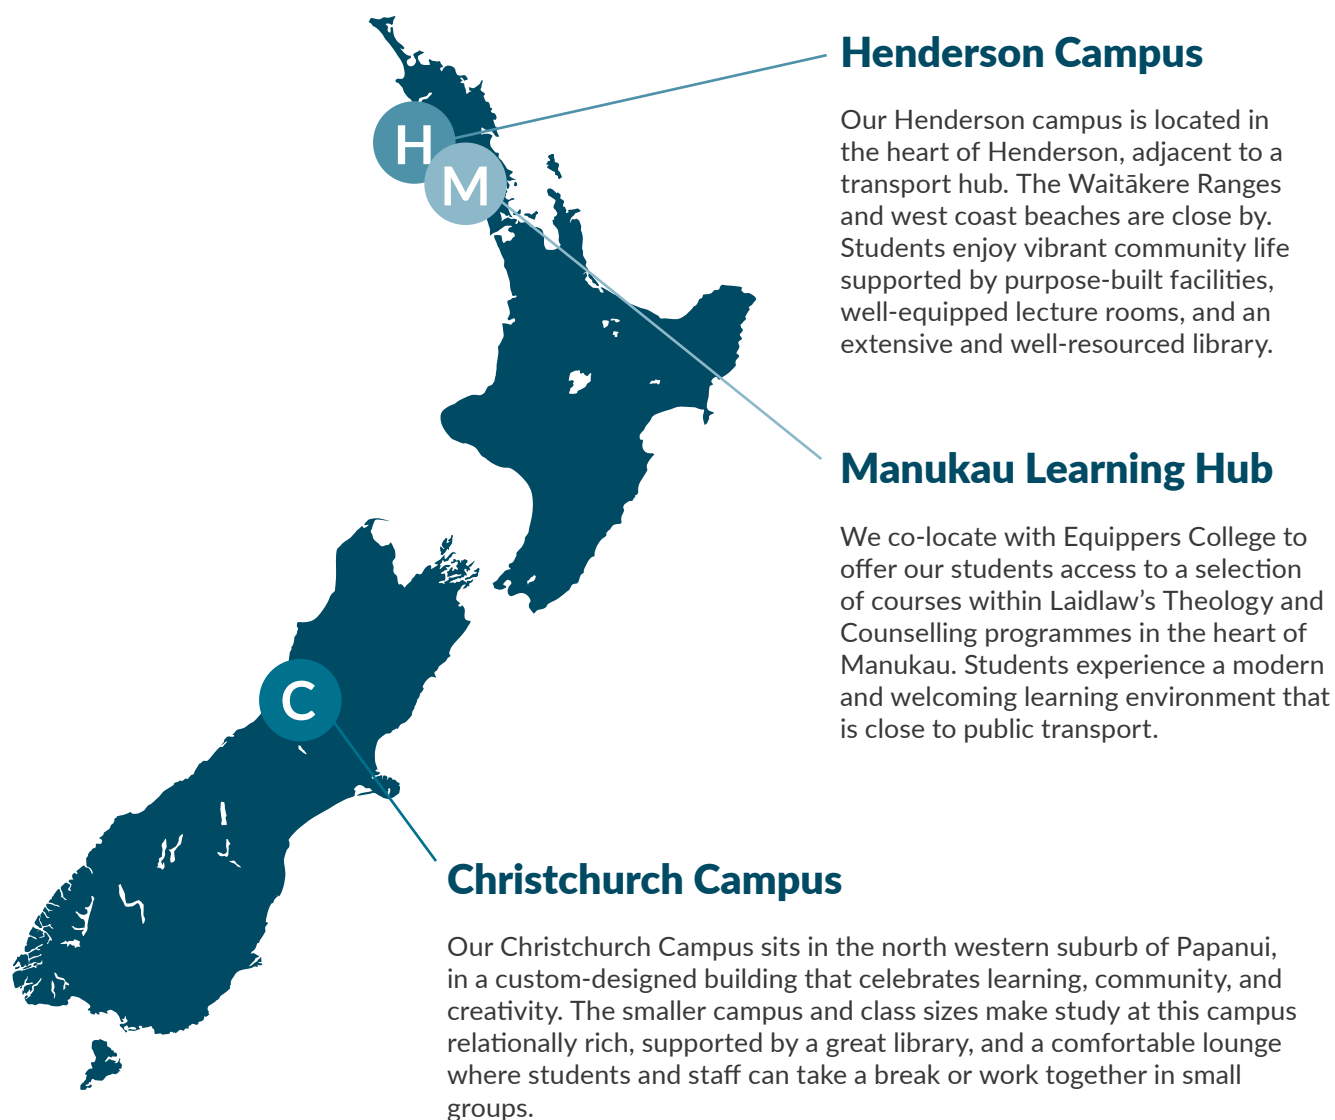 Henderson Campus
Our Henderson campus is located in
the heart of Henderson, adjacent to a
transport hub. The Waitākere Ranges
and west coast beaches are close by.
Students enjoy vibrant community life
supported by purpose-built facilities,
well-equipped lecture rooms, and an
extensive and well-resourced library.
H
M
Manukau Learning Hub
We co-locate with Equippers College to
offer our students access to a selection
of courses within Laidlaw’s Theology and
Counselling programmes in the heart of
Manukau. Students experience a modern
and welcoming learning environment that
is close to public transport.
C
Christchurch Campus
Our Christchurch Campus sits in the north western suburb of Papanui,
in a custom-designed building that celebrates learning, community, and
creativity. The smaller campus and class sizes make study at this campus
relationally rich, supported by a great library, and a comfortable lounge
where students and staff can take a break or work together in small
groups.